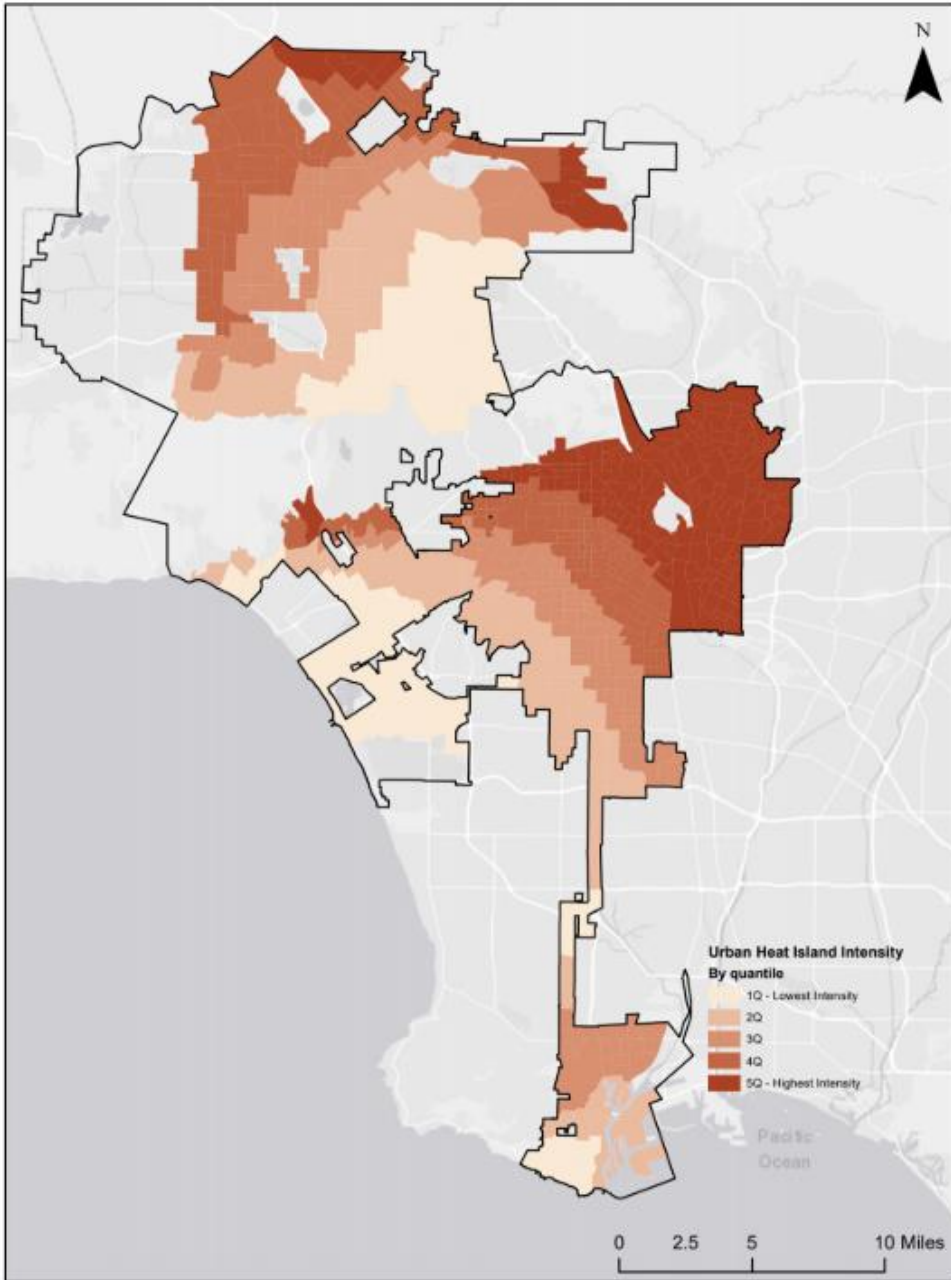 N
Urban Heat Island Intensity
By quantile
1Q - Lowest Intensity
2Q
3Q
4Q
5Q - Highest Intensity
Pacific
Ocean
0 2.5 5 10 Miles